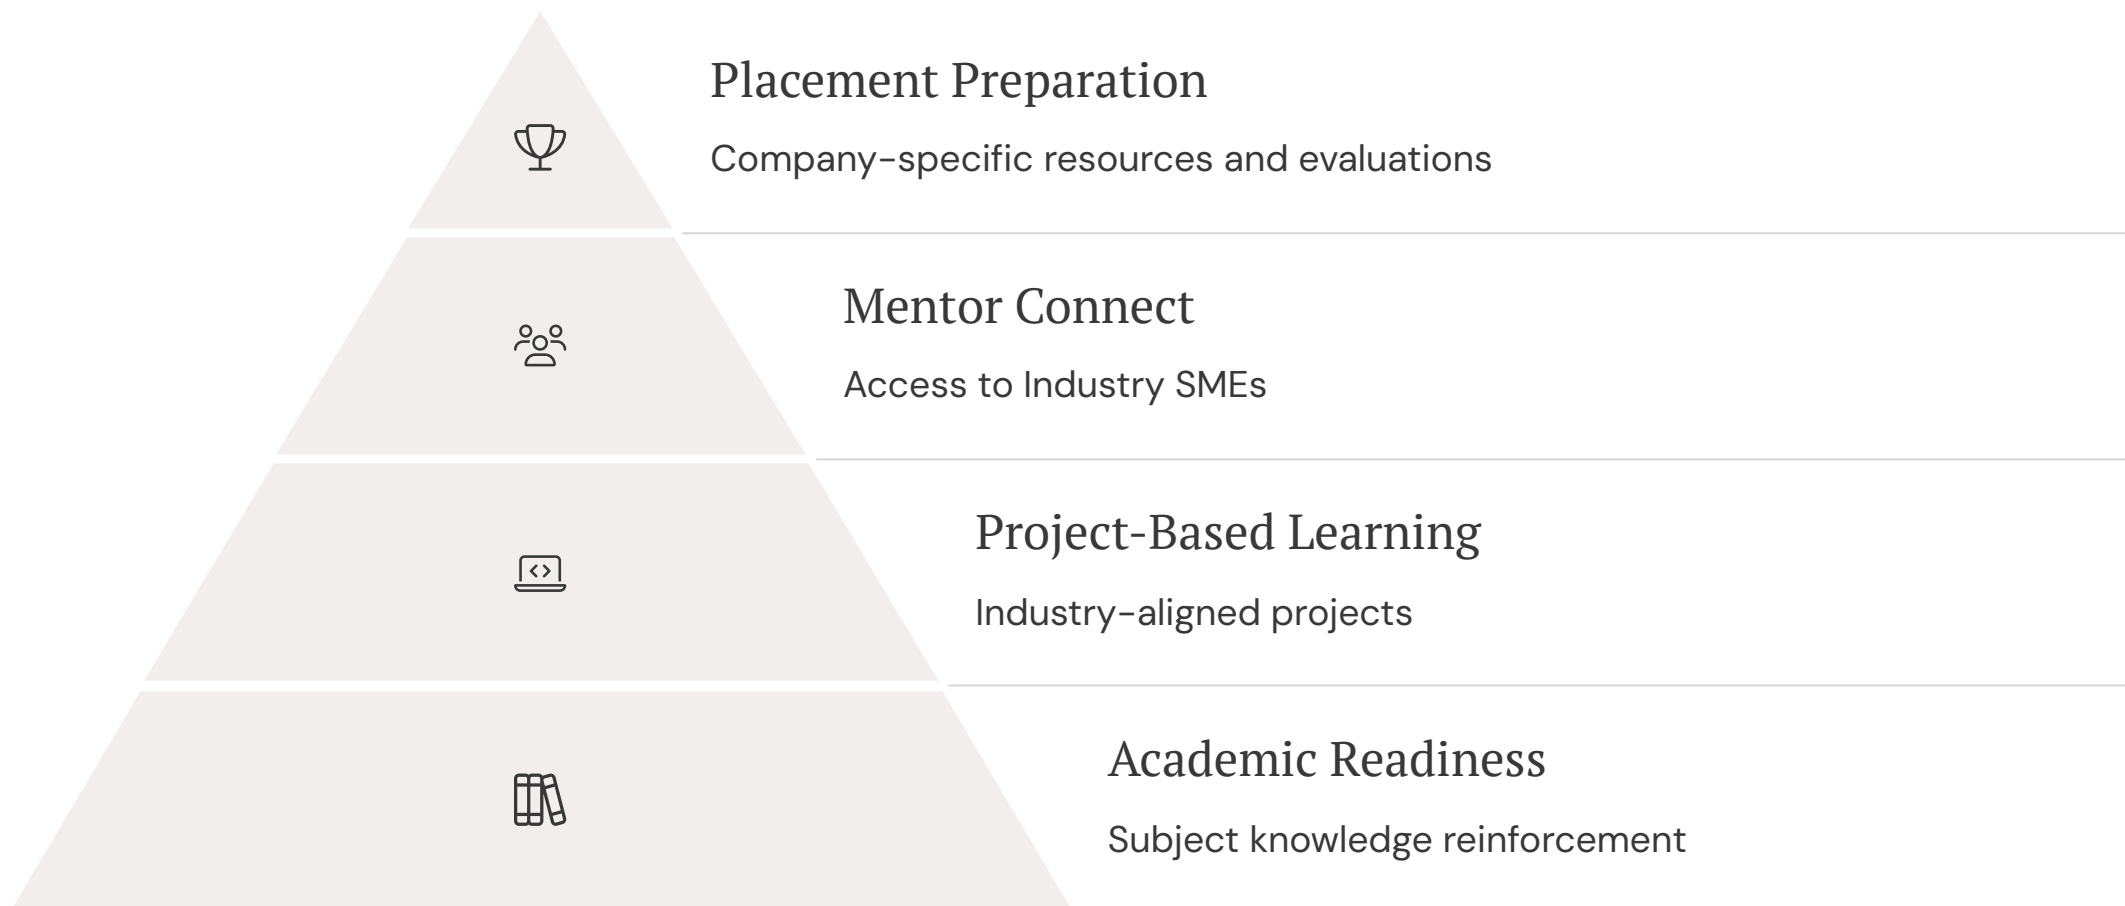 Placement Preparation
Company-specific resources and evaluations
Mentor Connect
Access to Industry SMEs
Project-Based Learning
Industry-aligned projects
Academic Readiness
Subject knowledge reinforcement